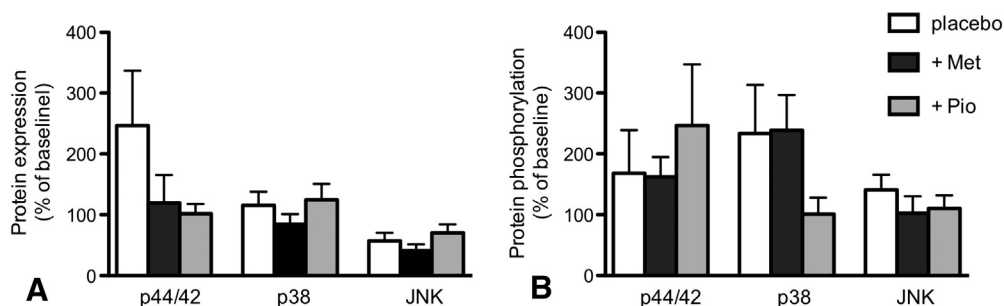 Protein expression
(% of baselinel)
400
300
200
100
0
p44/42 p38 JNK
A
Protein phosphorylation
(% of baseline)
400
300
200
100
0
p44/42 p38 JNK
B
placebo
+ Met
+ Pio